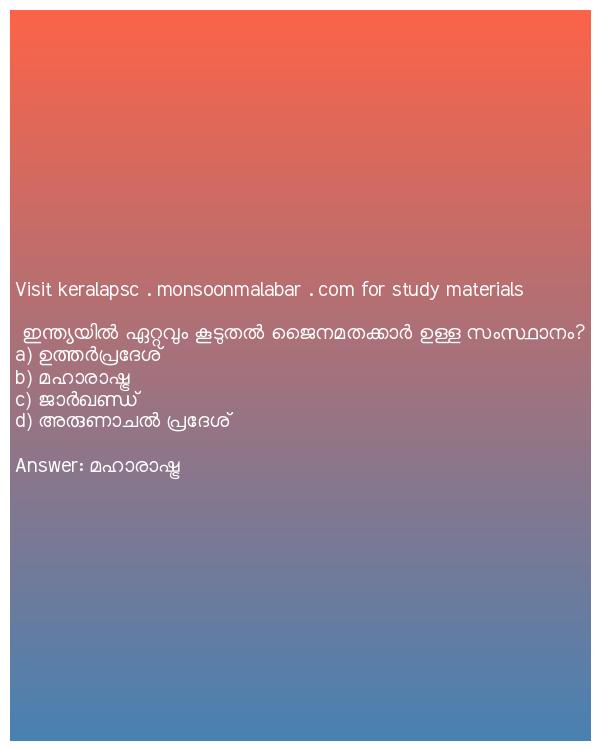 Visit keralapsc . monsoonmalabar . com for study materials
ഇന്ത്യയിൽ ഏറ്റവും കൂടുതൽ ജൈനമതക്കാർ ഉള്ള സംസ്ഥാനം?
a) ഉത്തർപ്രദേശ്
b) മഹാരാഷ്ട്ര
c) ജാർഖണ്ഡ്
d) അരുണാചൽ പ്രദേശ്
Answer: മഹാരാഷ്ട്ര